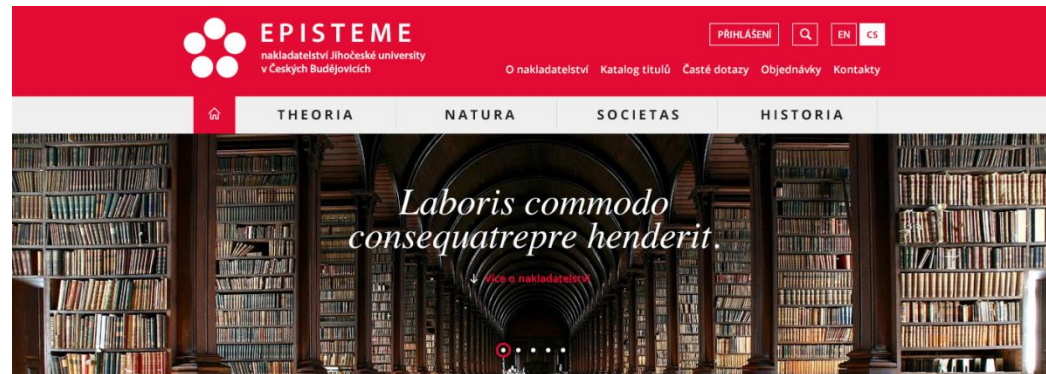 EPISTEME
nakladatelství Jihočeské university
v Českých Budějovicích
PŘIHLÁŠENÍ
EN CS
O nakladatelství Katalog titulů Časté dotazy Objednávky Kontakty
THEORIA NATURA SOCIETAS HISTORIA
Laboris commodo
consequatrepre henderit.
Více o nakladatelství